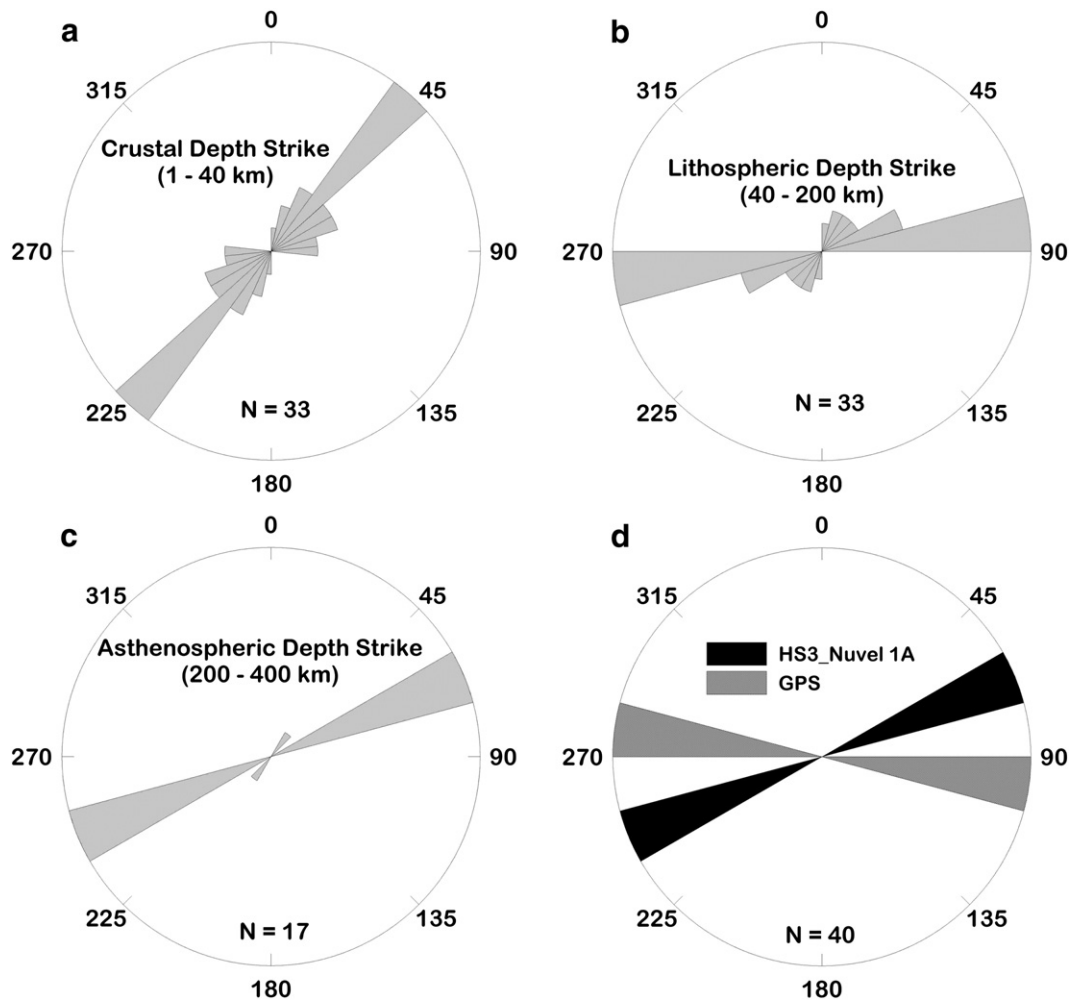 a
0
315
45
Crustal Depth Strike
(1 - 40 km)
270
90
225
N = 33
135
180
b
0
315
45
Lithospheric Depth Strike
(40 - 200 km)
270
90
225
N = 33
135
180
c
0
315
45
Asthenospheric Depth Strike
(200 - 400 km)
270
90
225
N = 17
135
180
d
0
315
45
HS3_Nuvel 1A
GPS
270
90
225
N = 40
135
180